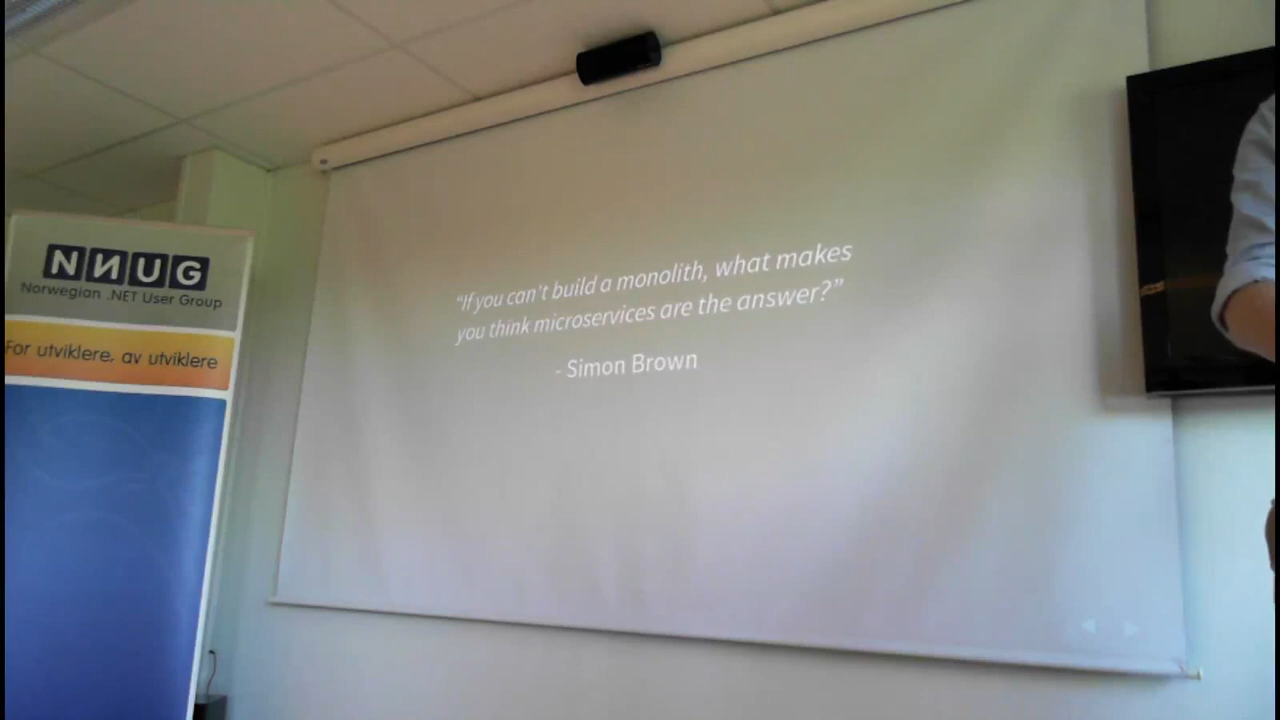 NNUG
Norwegian .NET User Group
For utviklere, av utviklere
“If you can't build a monolith, what makes
you think microservices are the answer?”
- Simon Brown